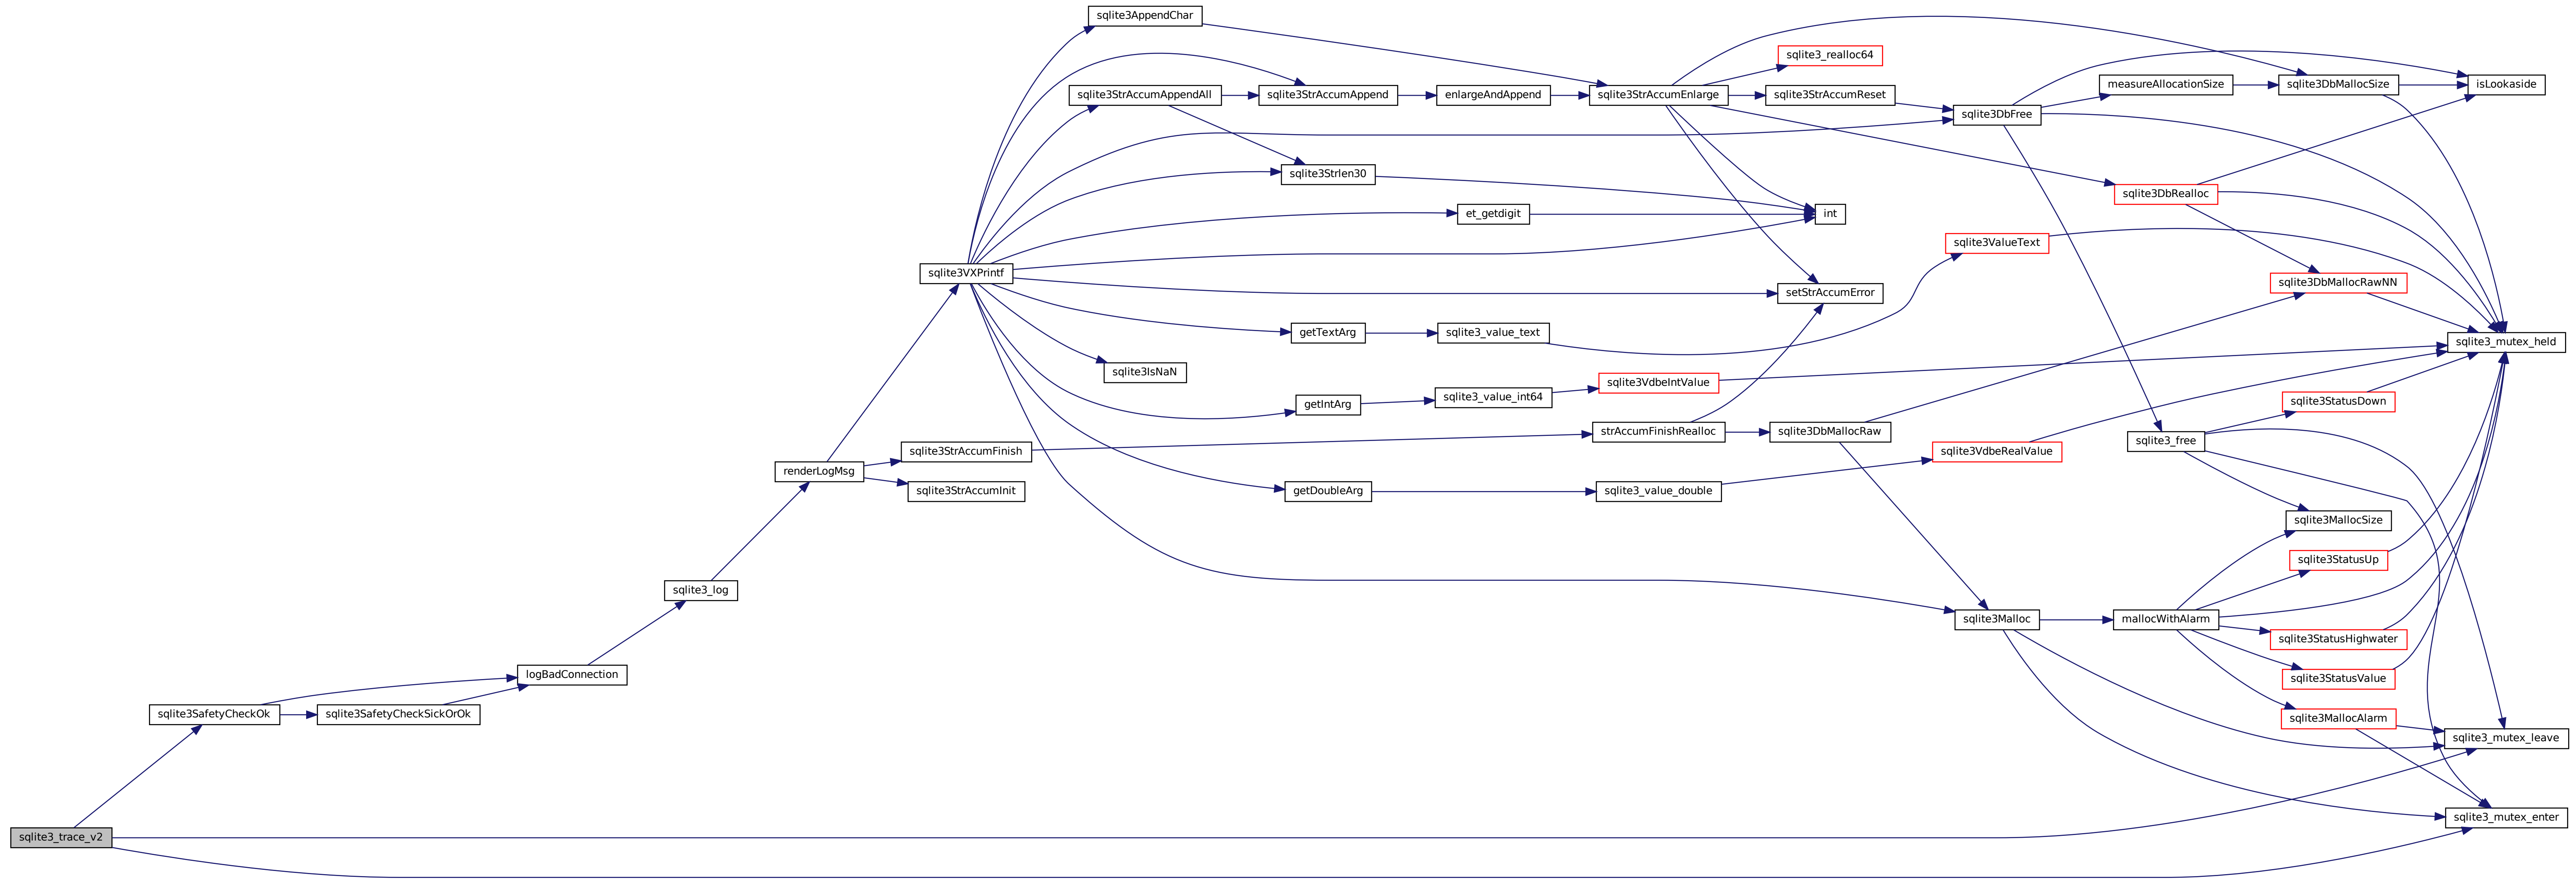 sqlite3AppendChar
sqlite3_realloc64
sqlite3StrAccumAppendAll
sqlite3StrAccumAppend
enlargeAndAppend
sqlite3StrAccumEnlarge
sqlite3StrAccumReset
measureAllocationSize
sqlite3DbMallocSize
isLookaside
sqlite3DbFree
sqlite3Strlen30
sqlite3DbRealloc
et_getdigit
int
sqlite3ValueText
sqlite3VXPrintf
sqlite3DbMallocRawNN
setStrAccumError
getTextArg
sqlite3_value_text
sqlite3_mutex_held
sqlite3IsNaN
sqlite3VdbeIntValue
getIntArg
sqlite3_value_int64
sqlite3StatusDown
strAccumFinishRealloc
sqlite3DbMallocRaw
sqlite3_free
sqlite3StrAccumFinish
sqlite3VdbeRealValue
renderLogMsg
sqlite3StrAccumInit
getDoubleArg
sqlite3_value_double
sqlite3MallocSize
sqlite3StatusUp
sqlite3_log
sqlite3Malloc
mallocWithAlarm
sqlite3StatusHighwater
logBadConnection
sqlite3StatusValue
sqlite3SafetyCheckOk
sqlite3SafetyCheckSickOrOk
sqlite3MallocAlarm
sqlite3_mutex_leave
sqlite3_mutex_enter
sqlite3_trace_v2